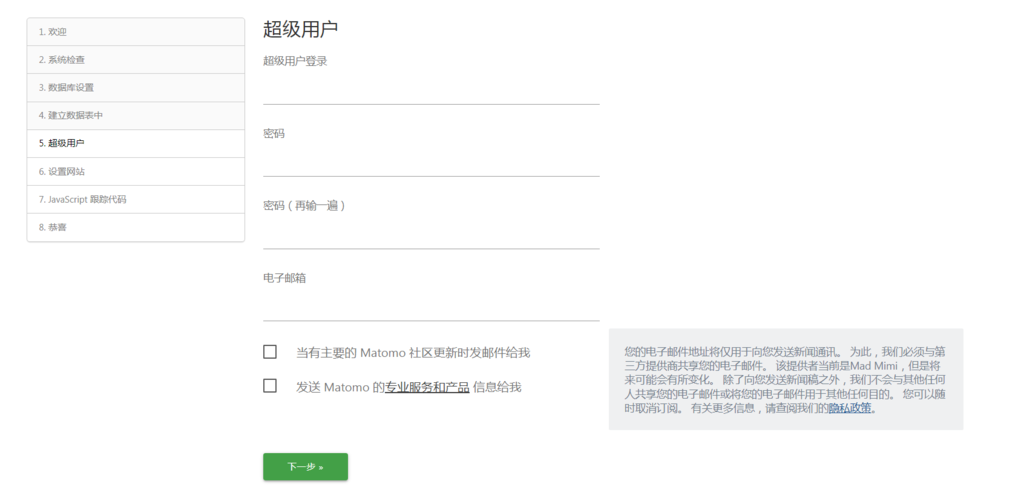 1. 欢迎
2. 系统检查
3. 数据库设置
4. 建立数据表中
5. 超级用户
6. 设置网站
7. JavaScript 跟踪代码
8. 恭喜
超级用户
超级用户登录
密码
密码（再输一遍）
电子邮箱
当有主要的 Matomo 社区更新时发邮件给我
发送 Matomo 的专业服务和产品 信息给我
您的电子邮件地址将仅用于向您发送新闻通讯。 为此，我们必须与第
三方提供商共享您的电子邮件。 该提供者当前是Mad Mimi，但是将
来可能会有所变化。 除了向您发送新闻稿之外，我们不会与其他任何
人共享您的电子邮件或将您的电子邮件用于其他任何目的。 您可以随
时取消订阅。 有关更多信息，请查阅我们的隐私政策。
下一步 »